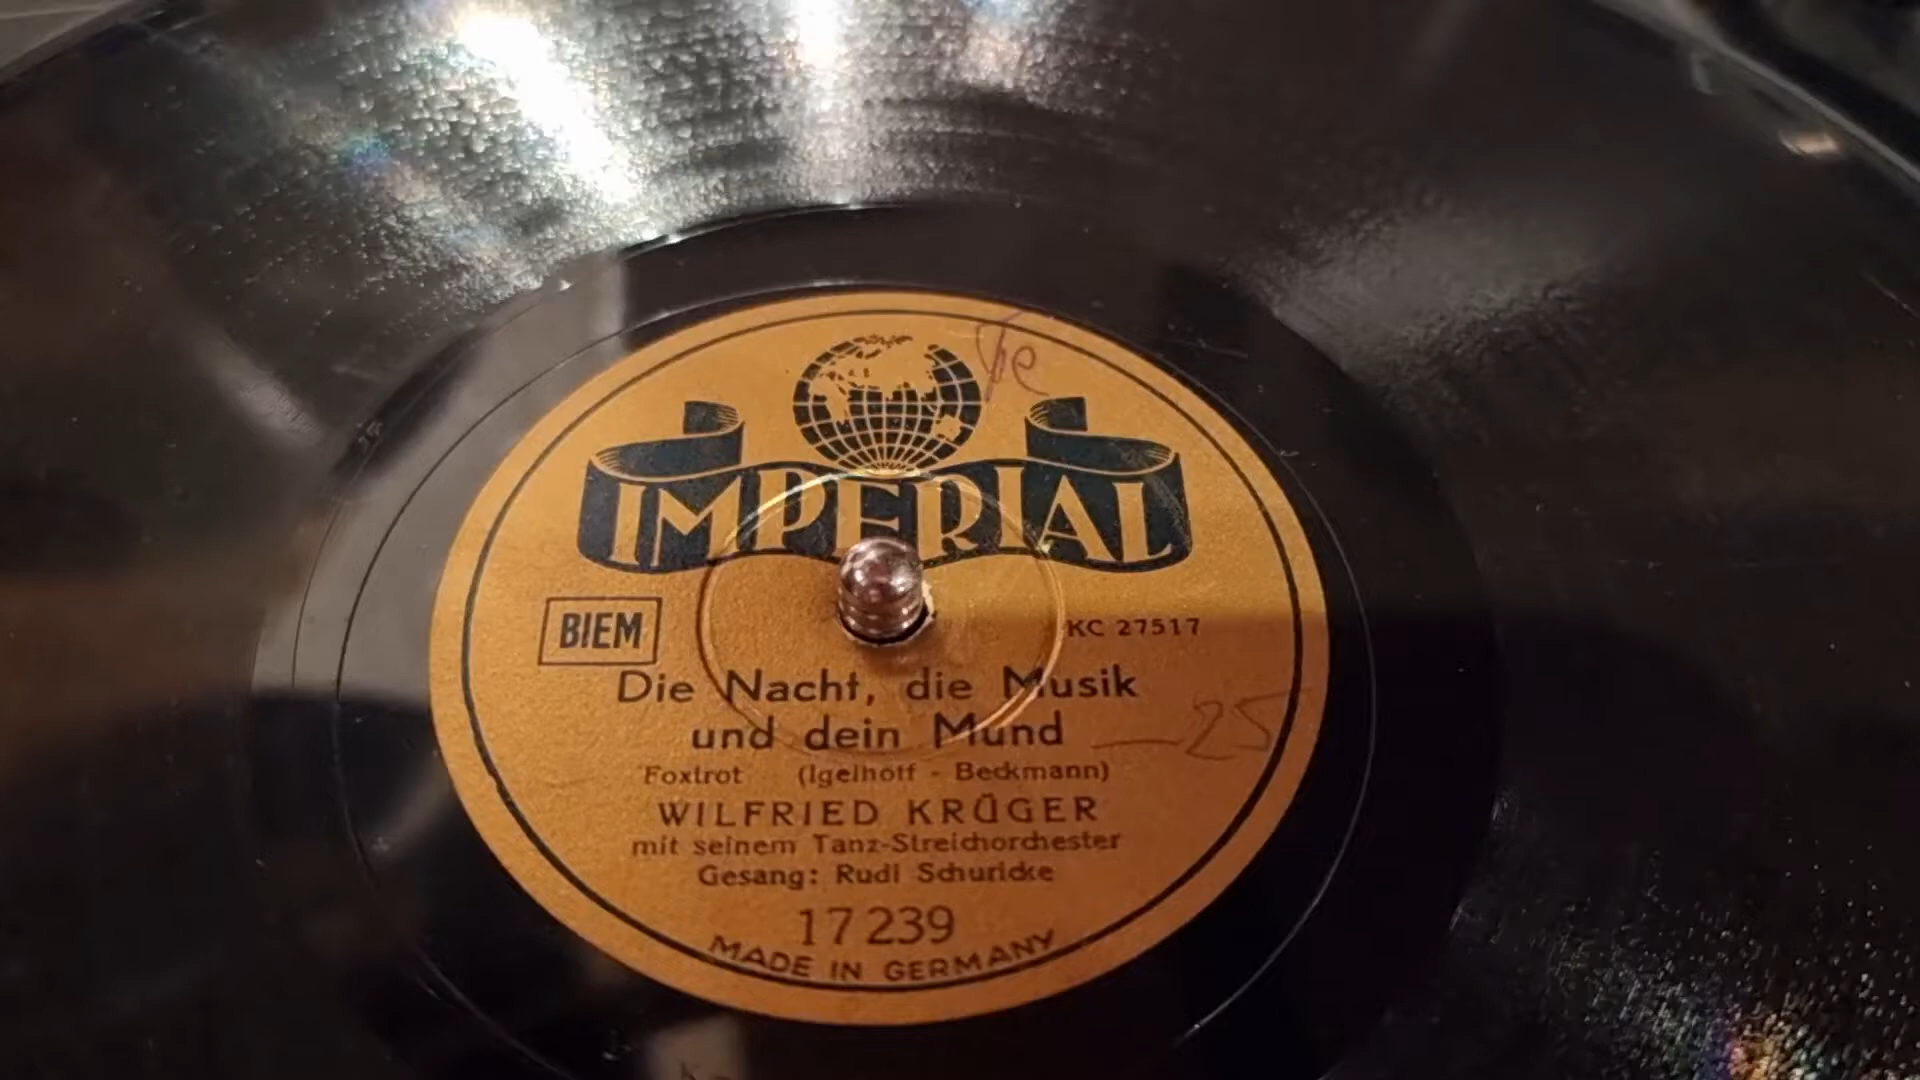 IMPERIAL
BIEM
KC 27517
Die Nacht, die Musik
und dein Mund
—25
Foxtrot (Igelhoff - Beckmann)
WILFRIED KRÜGER
mit seinem Tanz-Streichorchester
Gesang: Rudi Schuricke
17239
MADE IN GERMANY